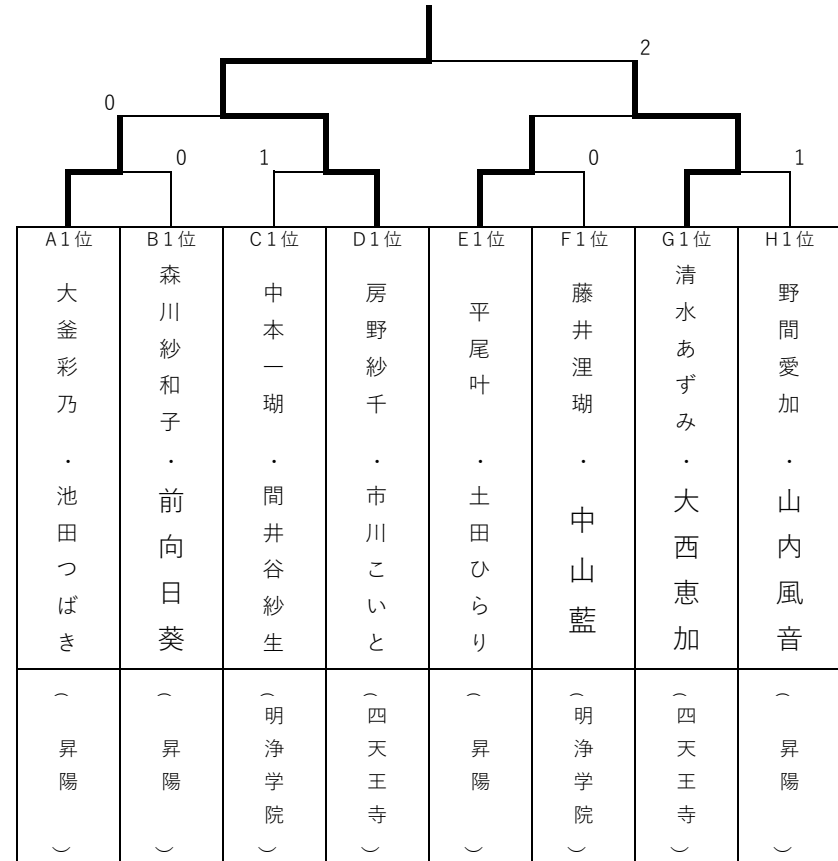 2
0
0
1
0
1
A1位
B1位
C1位
D1位
E1位
F1位
G1位
H1位
大釜彩乃・池田つばき
森川紗和子・前向日葵
中本一瑚・間井谷紗生
房野紗千・市川こいと
平尾叶・土田ひらり
藤井浬瑚・中山藍
清水あずみ・大西恵加
野間愛加・山内風音
（昇陽）
（昇陽）
（明浄学院）
（四天王寺）
（昇陽）
（明浄学院）
（四天王寺）
（昇陽）